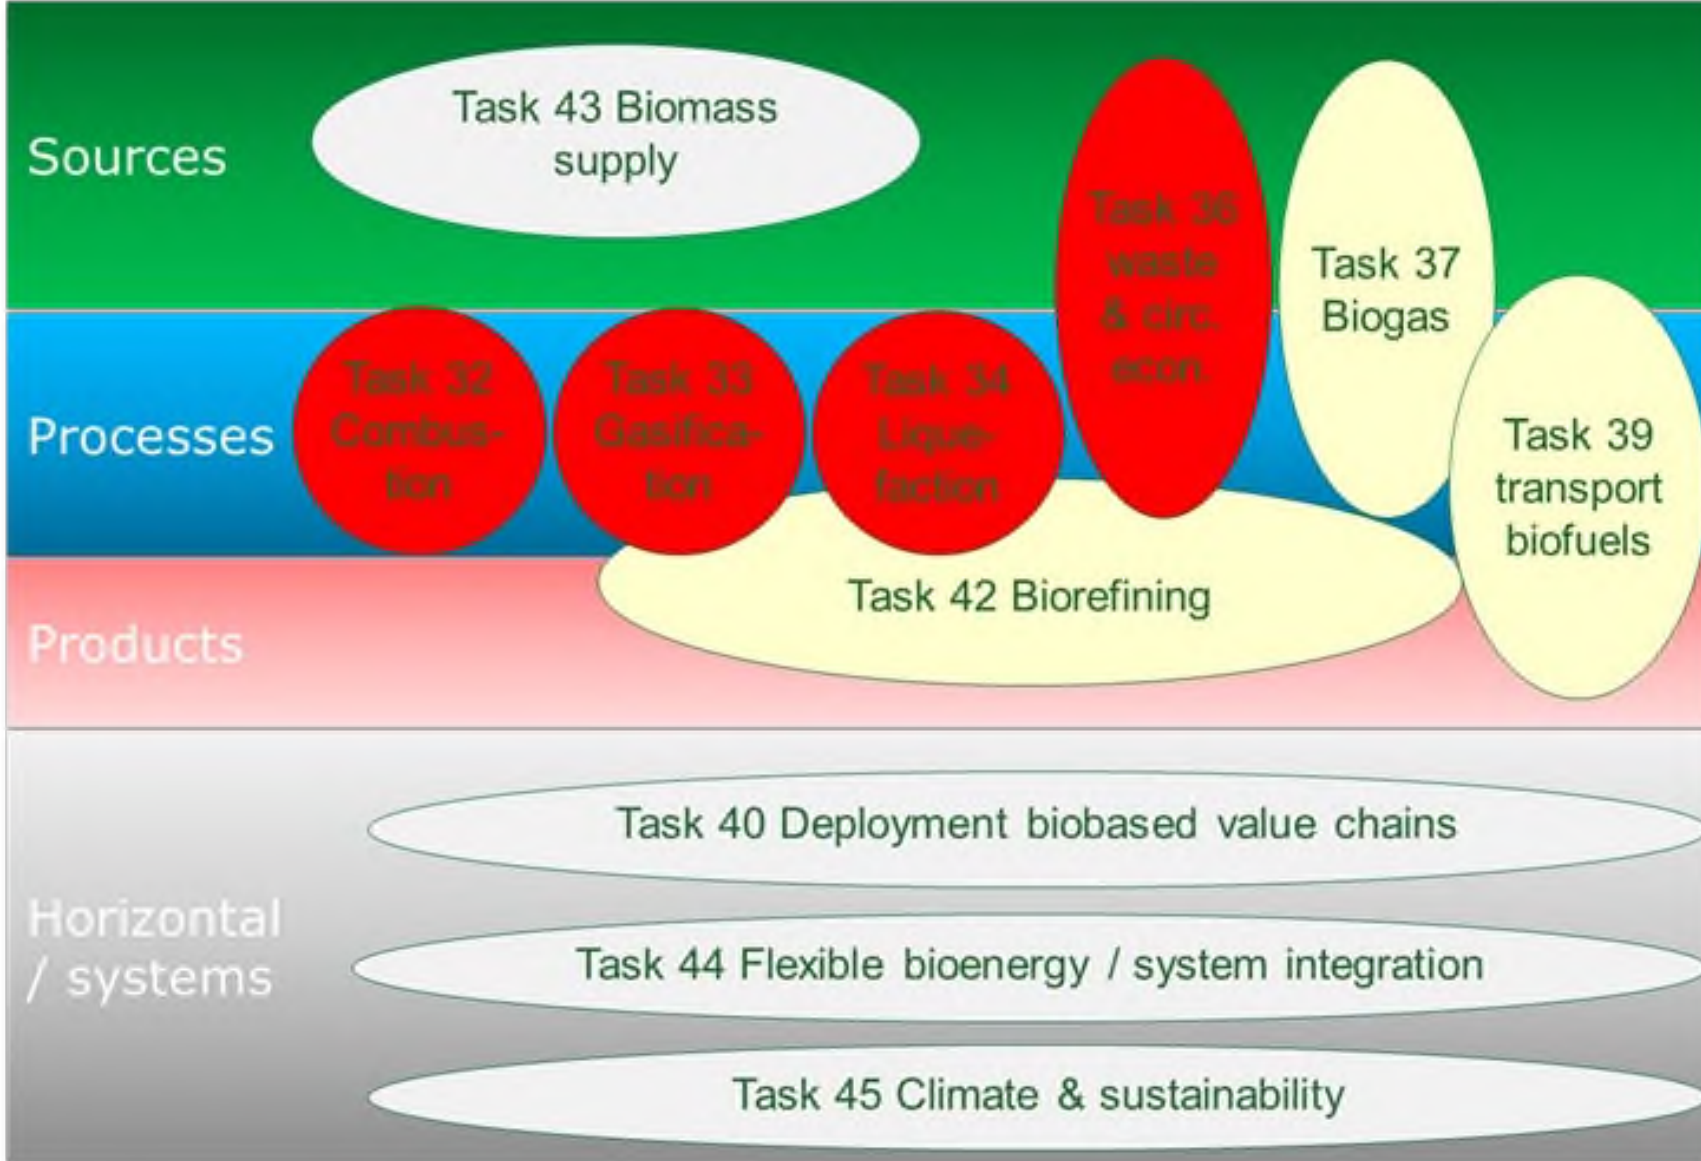 Sources
Task 43 Biomass
supply
Task 36
waste
& circ.
econ.
Task 37
Biogas
Processes
Task 32
Combus-
tion
Task 33
Gasifica-
tion
Task 34
Lique-
faction
Task 39
transport
biofuels
Products
Task 42 Biorefining
Horizontal
/ systems
Task 40 Deployment biobased value chains
Task 44 Flexible bioenergy / system integration
Task 45 Climate & sustainability